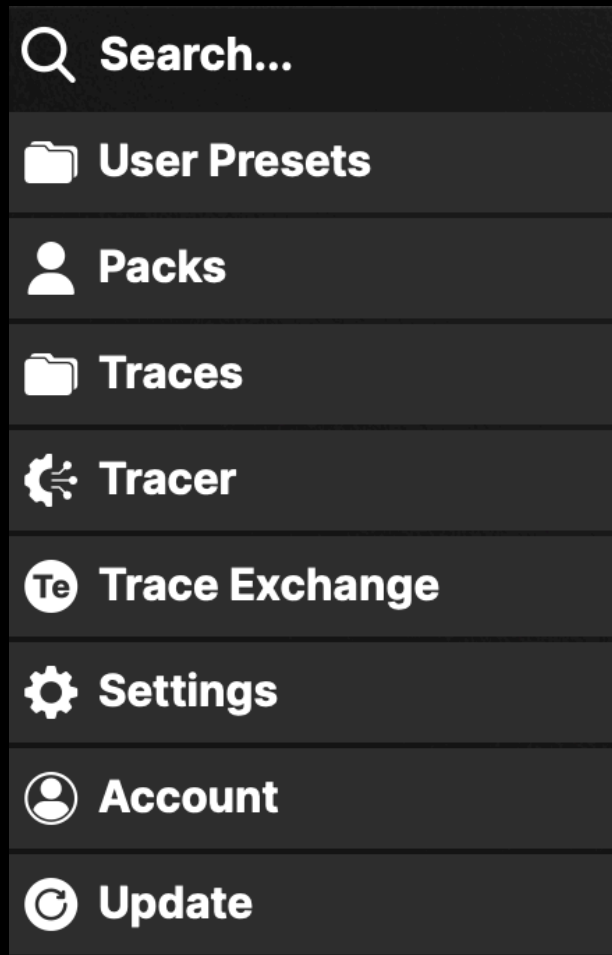 Search...
User Presets
Packs
Traces
Tracer
Te Trace Exchange
Settings
Account
Update